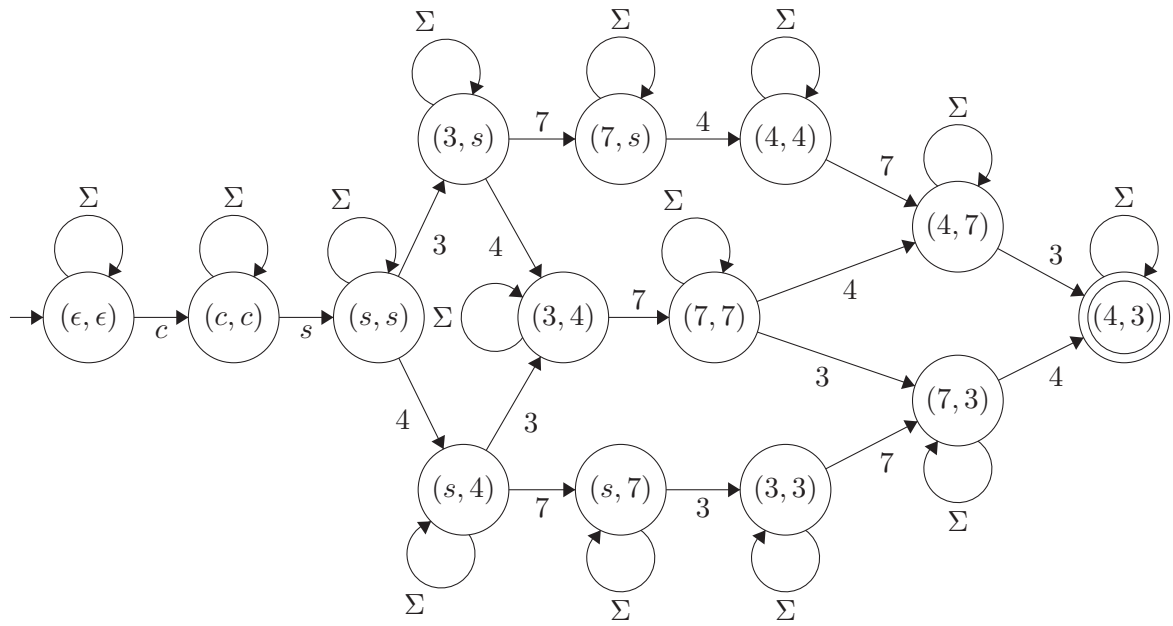 Σ Σ Σ
(3, s) 7 (7, s) 4 (4, 4)
Σ
7
(4, 7)
Σ Σ Σ Σ Σ
3 4 4 3
(ϵ, ϵ) c (c, c) s (s, s) Σ (3, 4) 7 (7, 7) (4, 3)
4 3 3 4
(7, 3)
7
(s, 4) 7 (s, 7) 3 (3, 3)
Σ
Σ Σ Σ